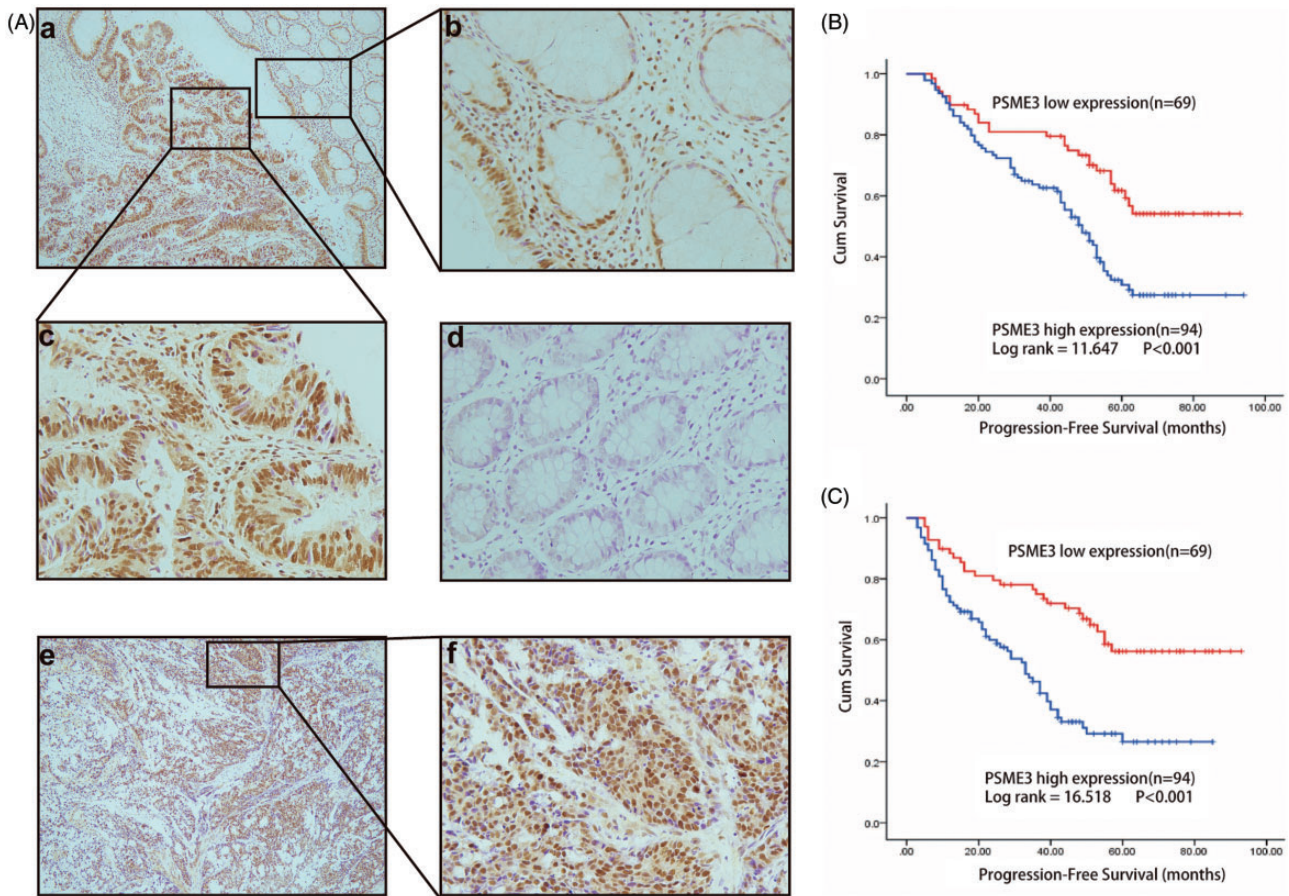 (A)
a
b
c
d
e
f
(B)
1.0
0.8
0.6
0.4
0.2
0.0
Cum Survival
PSME3 low expression(n=69)
PSME3 high expression(n=94)
Log rank = 11.647 P<0.001
.00 20.00 40.00 60.00 80.00 100.00
Progression-Free Survival (months)
(C)
1.0
0.8
0.6
0.4
0.2
0.0
Cum Survival
PSME3 low expression(n=69)
PSME3 high expression(n=94)
Log rank = 16.518 P<0.001
.00 20.00 40.00 60.00 80.00 100.00
Progression-Free Survival (months)